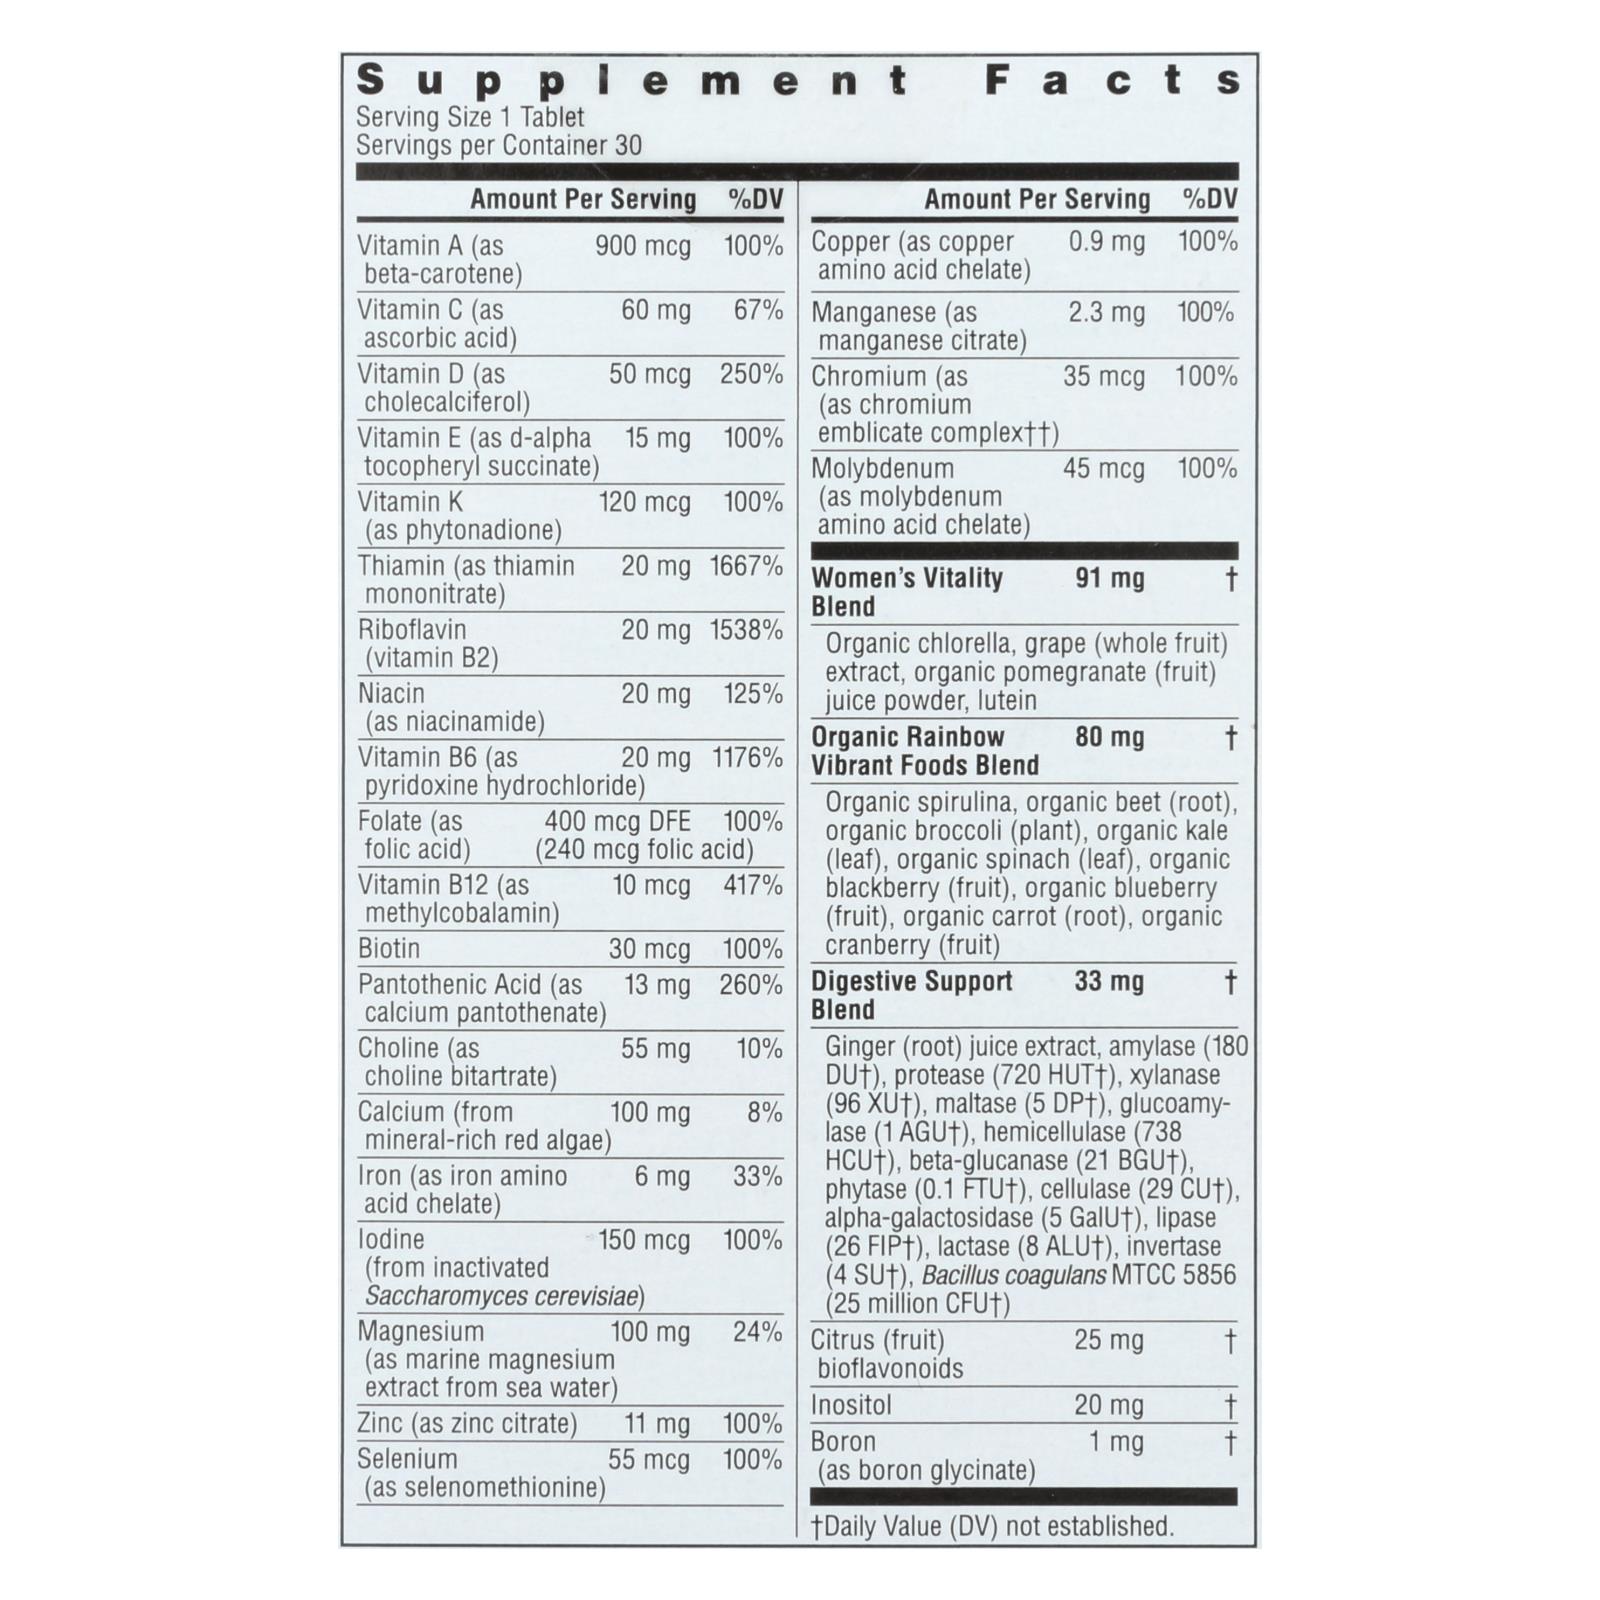 Supplement Facts
Serving Size 1 Tablet
Servings per Container 30
Amount Per Serving %DV
Vitamin A (as 900 mcg 100%
beta-carotene)
Vitamin C (as 60 mg 67%
ascorbic acid)
Vitamin D (as 50 mcg 250%
cholecalciferol)
Vitamin E (as d-alpha 15 mg 100%
tocopheryl succinate)
Vitamin K 120 mcg 100%
(as phytonadione)
Thiamin (as thiamin 20 mg 1667%
mononitrate)
Riboflavin 20 mg 1538%
(vitamin B2)
Niacin 20 mg 125%
(as niacinamide)
Vitamin B6 (as 20 mg 1176%
pyridoxine hydrochloride)
Folate (as 400 mcg DFE 100%
folic acid) (240 mcg folic acid)
Vitamin B12 (as 10 mcg 417%
methylcobalamin)
Biotin 30 mcg 100%
Pantothenic Acid (as 13 mg 260%
calcium pantothenate)
Choline (as 55 mg 10%
choline bitartrate)
Calcium (from 100 mg 8%
mineral-rich red algae)
Iron (as iron amino 6 mg 33%
acid chelate)
Iodine 150 mcg 100%
(from inactivated
Saccharomyces cerevisiae)
Magnesium 100 mg 24%
(as marine magnesium
extract from sea water)
Zinc (as zinc citrate) 11 mg 100%
Selenium 55 mcg 100%
(as selenomethionine)
Amount Per Serving %DV
Copper (as copper 0.9 mg 100%
amino acid chelate)
Manganese (as 2.3 mg 100%
manganese citrate)
Chromium (as 35 mcg 100%
(as chromium
emblicate complex††)
Molybdenum 45 mcg 100%
(as molybdenum
amino acid chelate)
Women's Vitality 91 mg †
Blend
Organic chlorella, grape (whole fruit)
extract, organic pomegranate (fruit)
juice powder, lutein
Organic Rainbow 80 mg †
Vibrant Foods Blend
Organic spirulina, organic beet (root),
organic broccoli (plant), organic kale
(leaf), organic spinach (leaf), organic
blackberry (fruit), organic blueberry
(fruit), organic carrot (root), organic
cranberry (fruit)
Digestive Support 33 mg †
Blend
Ginger (root) juice extract, amylase (180
DU†), protease (720 HUT†), xylanase
(96 XU†), maltase (5 DP†), glucoamy-
lase (1 AGU†), hemicellulase (738
HCU†), beta-glucanase (21 BGU†),
phytase (0.1 FTU†), cellulase (29 CU†),
alpha-galactosidase (5 GalU†), lipase
(26 FIP†), lactase (8 ALU†), invertase
(4 SU†), Bacillus coagulans MTCC 5856
(25 million CFU†)
Citrus (fruit) 25 mg †
bioflavonoids
Inositol 20 mg †
Boron 1 mg †
(as boron glycinate)
†Daily Value (DV) not established.